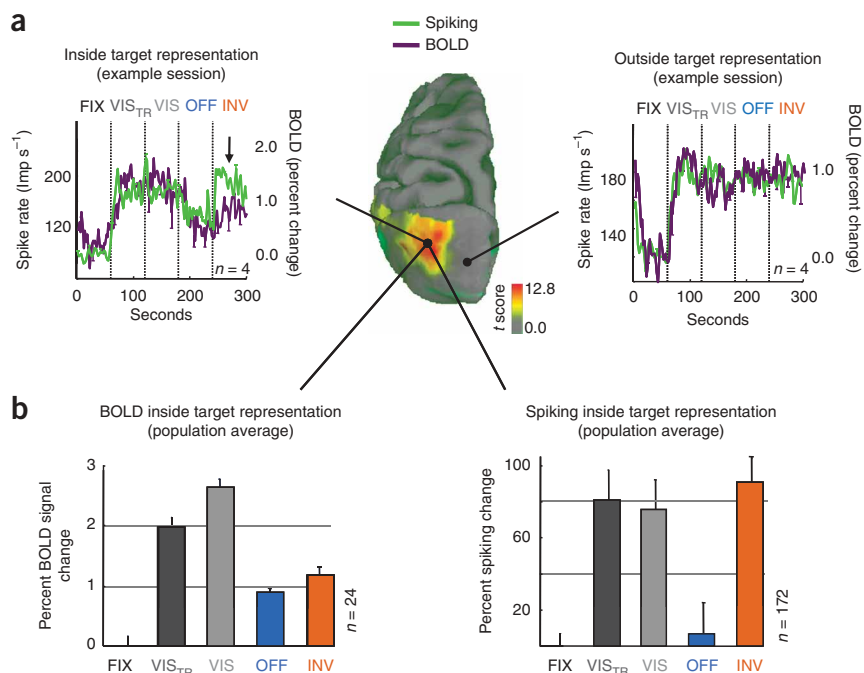 a
Spiking
BOLD
Inside target representation
(example session)
FIX VISTR VIS OFF INV
Spike rate (Imp s−1)
200
120
BOLD (percent change)
2.0
1.0
0.0
n = 4
0 100 200 300
Seconds
Outside target representation
(example session)
FIX VISTR VIS OFF INV
Spike rate (Imp s−1)
180
140
BOLD (percent change)
1.0
0.0
n = 4
0 100 200 300
Seconds
t score
12.8
0.0
b
BOLD inside target representation
(population average)
Percent BOLD signal
change
3
2
1
0
FIX VISTR VIS OFF INV
n = 24
Spiking inside target representation
(population average)
Percent spiking change
100
60
20
FIX VISTR VIS OFF INV
n = 172